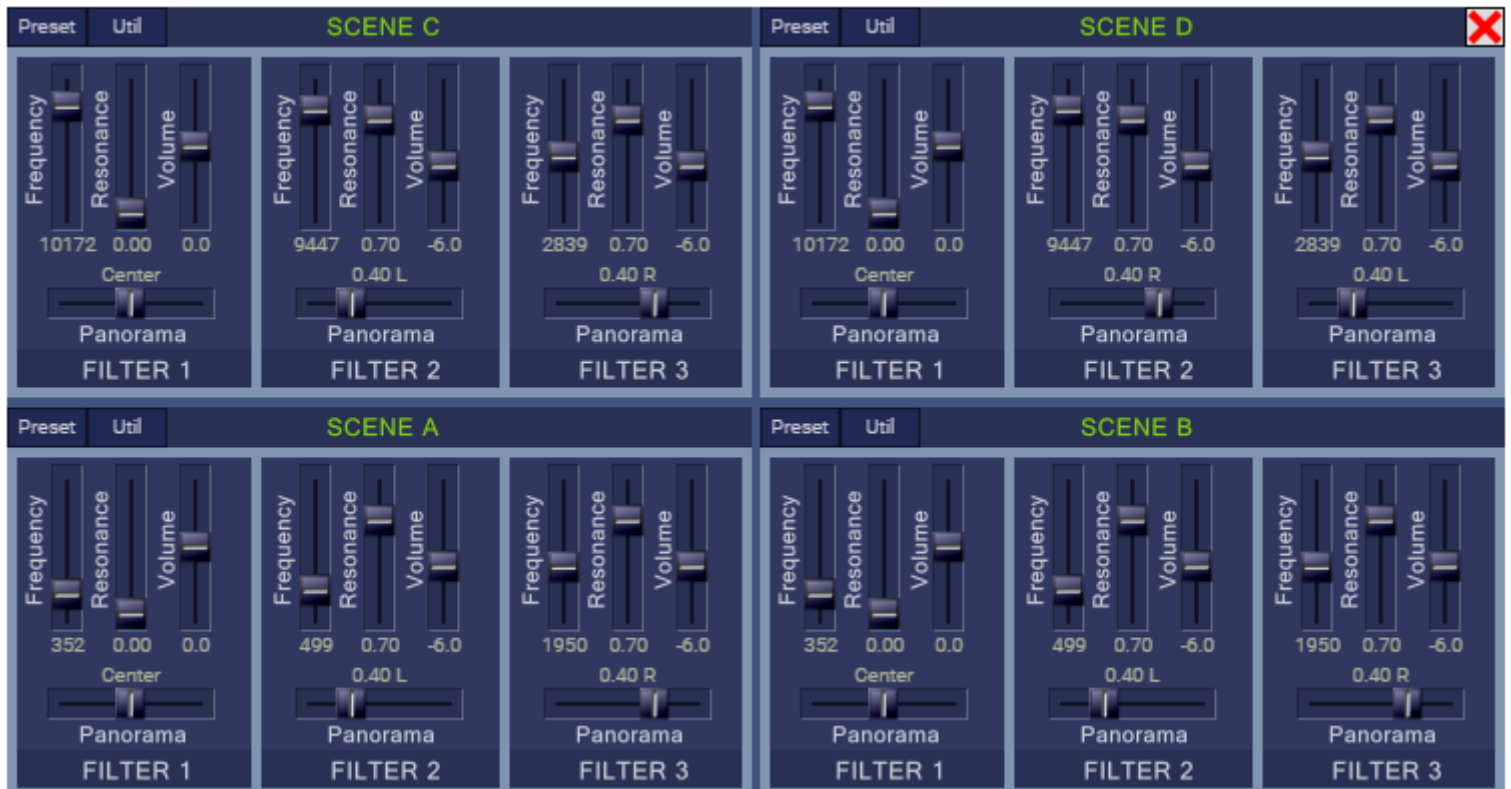 Preset Util SCENE C
Frequency Resonance Volume Frequency Resonance Volume Frequency Resonance Volume
10172 0.00 0.0 9447 0.70 -6.0 2839 0.70 -6.0
Center 0.40 L 0.40 R
Panorama Panorama Panorama
FILTER 1 FILTER 2 FILTER 3
Preset Util SCENE D
Frequency Resonance Volume Frequency Resonance Volume Frequency Resonance Volume
10172 0.00 0.0 9447 0.70 -6.0 2839 0.70 -6.0
Center 0.40 R 0.40 L
Panorama Panorama Panorama
FILTER 1 FILTER 2 FILTER 3
Preset Util SCENE A
Frequency Resonance Volume Frequency Resonance Volume Frequency Resonance Volume
352 0.00 0.0 499 0.70 -6.0 1950 0.70 -6.0
Center 0.40 L 0.40 R
Panorama Panorama Panorama
FILTER 1 FILTER 2 FILTER 3
Preset Util SCENE B
Frequency Resonance Volume Frequency Resonance Volume Frequency Resonance Volume
352 0.00 0.0 499 0.70 -6.0 1950 0.70 -6.0
Center 0.40 L 0.40 R
Panorama Panorama Panorama
FILTER 1 FILTER 2 FILTER 3